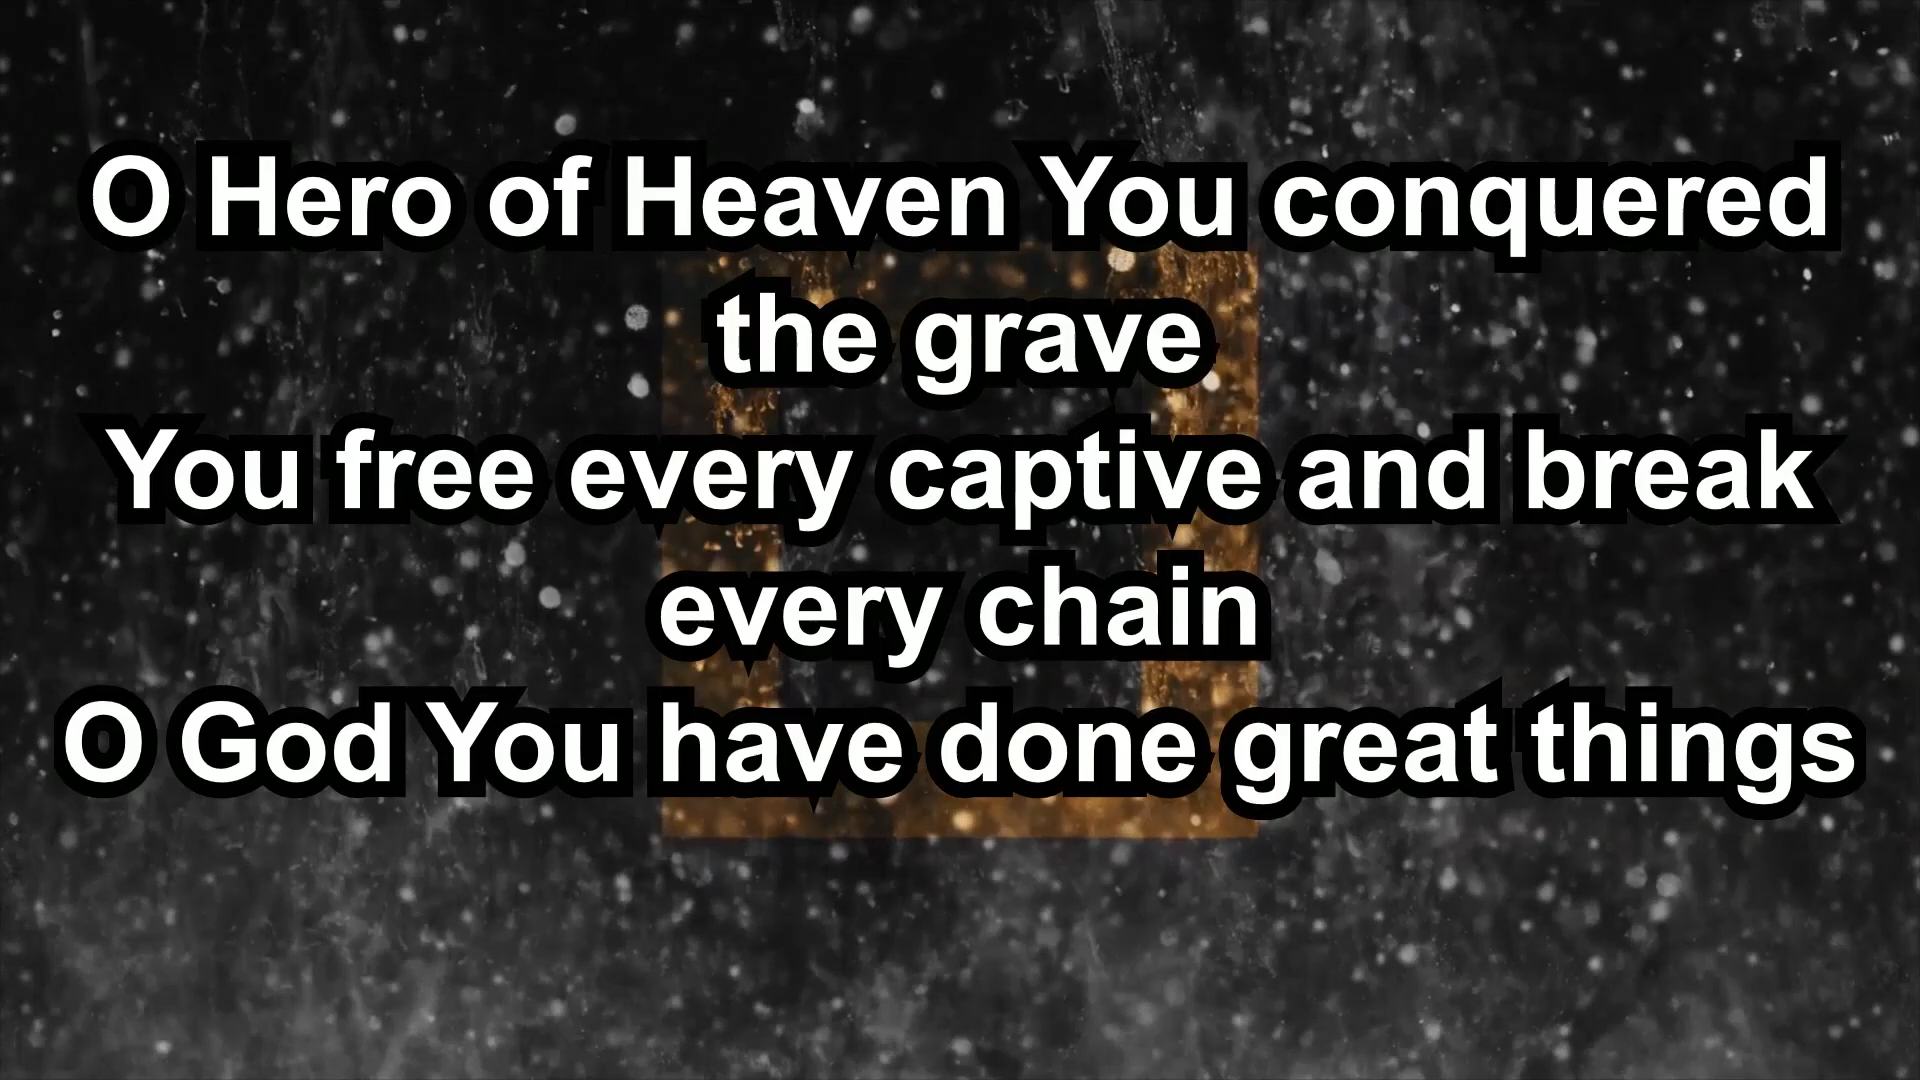 O Hero of Heaven You conquered
the grave
You free every captive and break
every chain
O God You have done great things